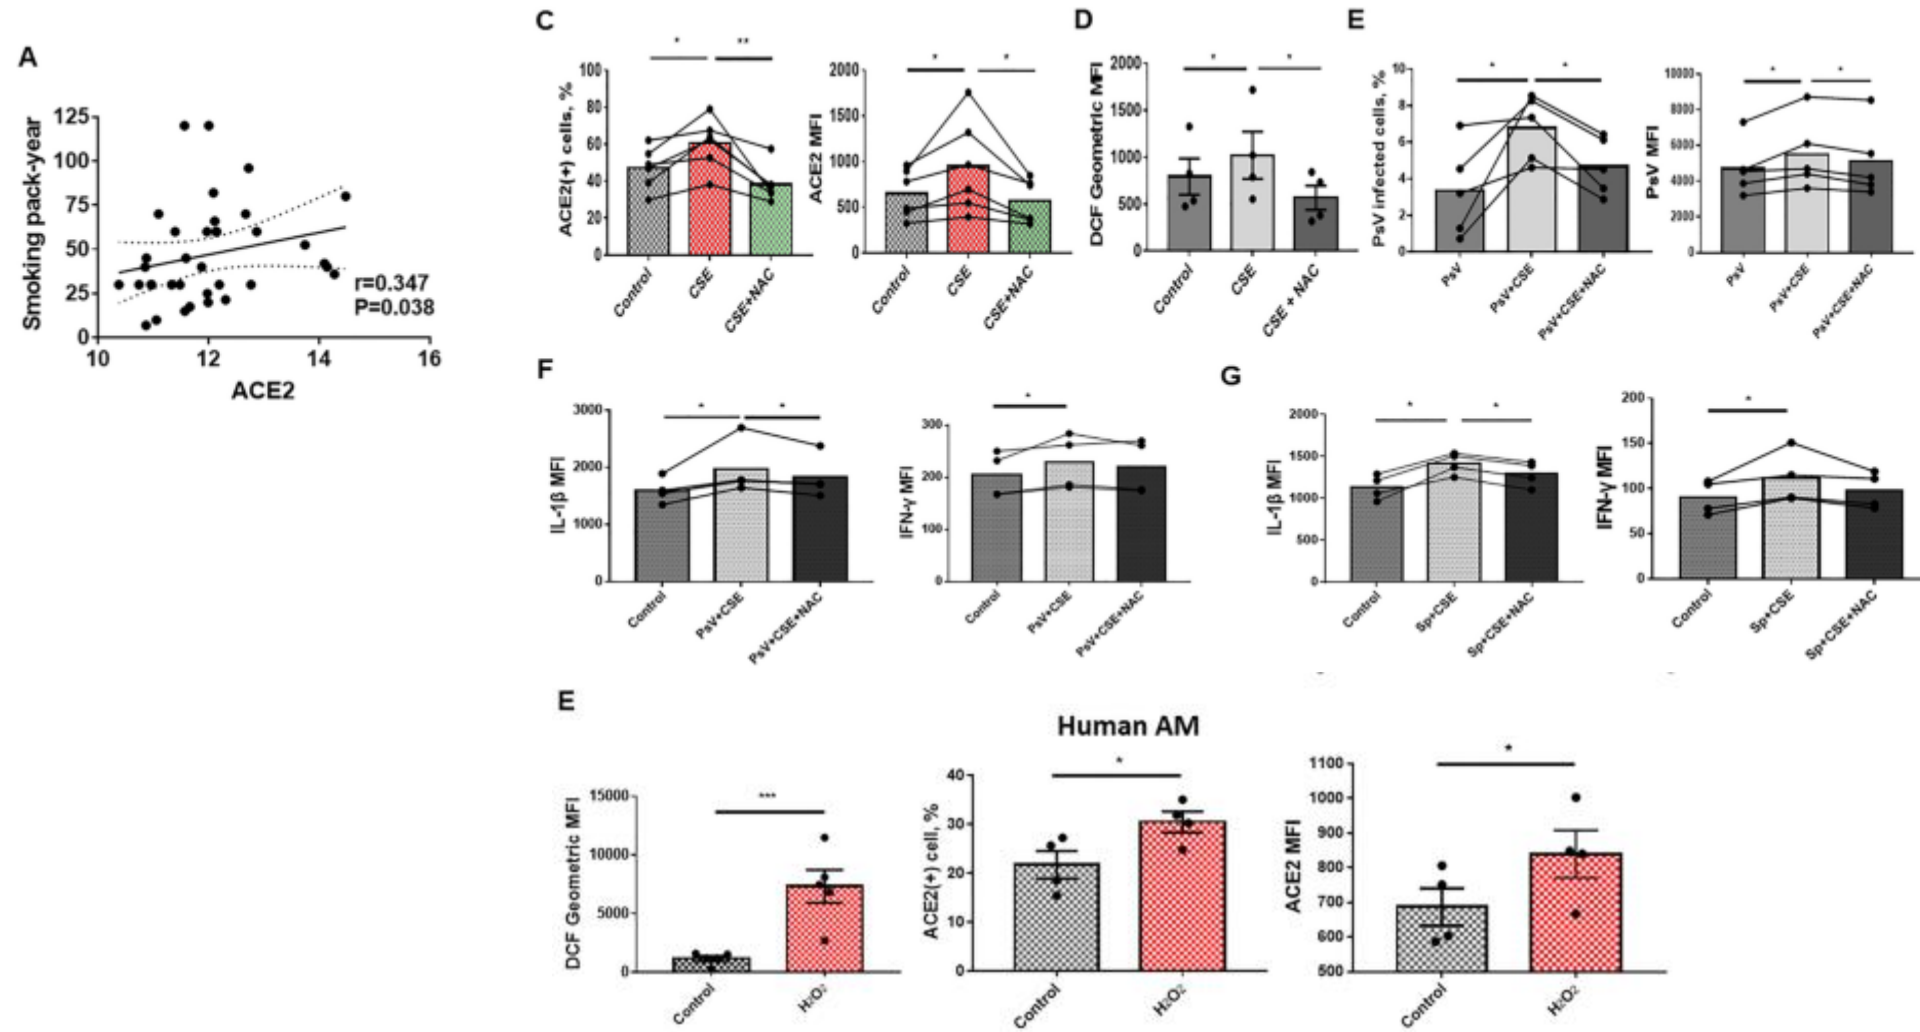 A
Smoking pack-year
125
100
75
50
25
0
10
12
14
16
ACE2
r=0.347
P=0.038
C
ACE2(+) cells, %
100
80
60
40
20
0
*
**
Control
CSE
CSE+NAC
ACE2 MFI
2000
1500
1000
500
0
*
*
Control
CSE
CSE+NAC
D
DCF Geometric MFI
2000
1500
1000
500
0
*
*
Control
CSE
CSE + NAC
E
PsV infected cells, %
10
8
6
4
2
0
*
*
PsV
PsV+CSE
PsV+CSE+NAC
PsV MFI
10000
8000
6000
4000
2000
0
*
*
PsV
PsV+CSE
PsV+CSE+NAC
F
IL-1β MFI
3000
2000
1000
0
*
*
Control
PsV+CSE
PsV+CSE+NAC
IFN-γ MFI
300
200
100
0
*
Control
PsV+CSE
PsV+CSE+NAC
G
IL-1β MFI
2000
1500
1000
500
0
*
*
Control
Sp+CSE
Sp+CSE+NAC
IFN-γ MFI
200
150
100
50
0
*
Control
Sp+CSE
Sp+CSE+NAC
E
Human AM
DCF Geometric MFI
15000
10000
5000
0
***
Control
H2O2
ACE2(+) cell, %
40
30
20
10
0
*
Control
H2O2
ACE2 MFI
1100
1000
900
800
700
600
500
*
Control
H2O2